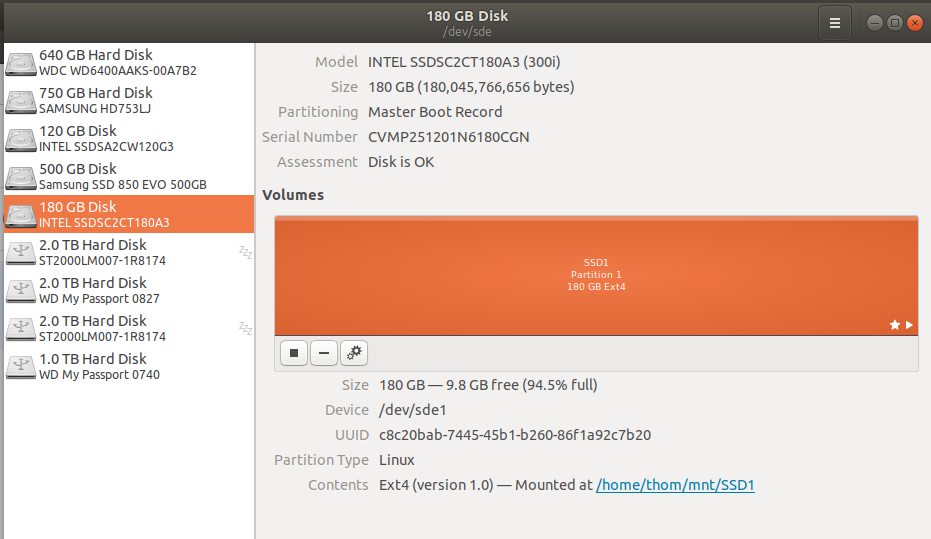 180 GB Disk
/dev/sde
640 GB Hard Disk
WDC WD6400AAKS-00A7B2
750 GB Hard Disk
SAMSUNG HD753LJ
120 GB Disk
INTEL SSDSA2CW120G3
500 GB Disk
Samsung SSD 850 EVO 500GB
180 GB Disk
INTEL SSDSC2CT180A3
2.0 TB Hard Disk
ST2000LM007-1R8174
2.0 TB Hard Disk
WD My Passport 0827
2.0 TB Hard Disk
ST2000LM007-1R8174
1.0 TB Hard Disk
WD My Passport 0740
Model INTEL SSDSC2CT180A3 (300i)
Size 180 GB (180,045,766,656 bytes)
Partitioning Master Boot Record
Serial Number CVMP251201N6180CGN
Assessment Disk is OK
Volumes
SSD1
Partition 1
180 GB Ext4
Size 180 GB — 9.8 GB free (94.5% full)
Device /dev/sde1
UUID c8c20bab-7445-45b1-b260-86f1a92c7b20
Partition Type Linux
Contents Ext4 (version 1.0) — Mounted at /home/thom/mnt/SSD1